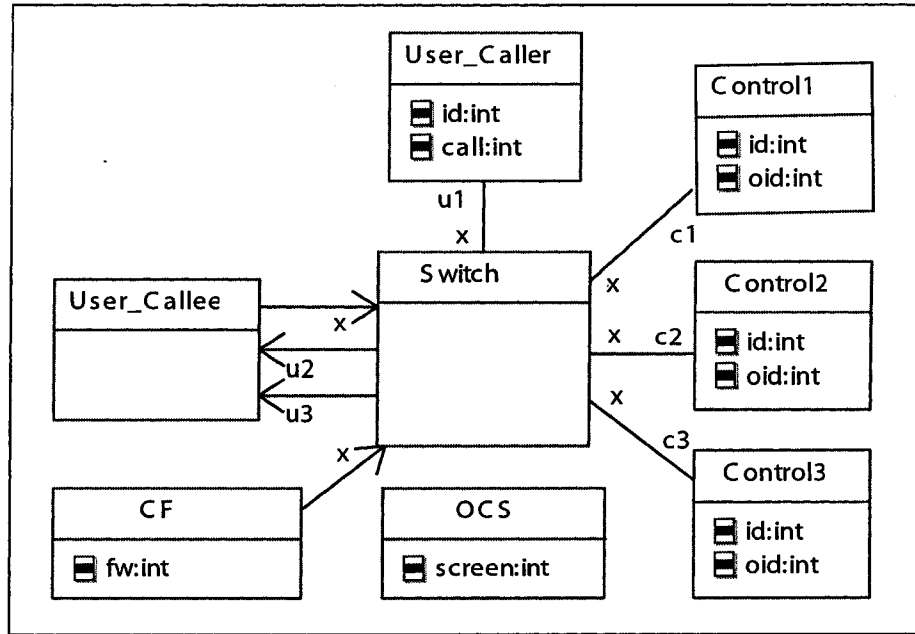 User_Caller
id:int
call:int
u1
x
Control1
id:int
oid:int
c1
x
Switch
User_Callee
x
u2
u3
x
Control2
id:int
oid:int
c2
x
x
c3
Control3
id:int
oid:int
CF
fw:int
OCS
screen:int